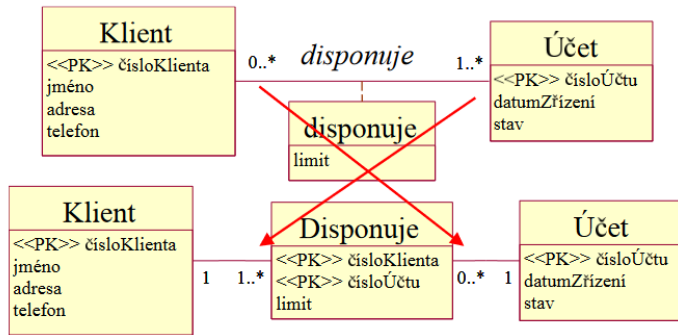 Klient
<<PK>> čísloKlienta
jméno
adresa
telefon
0..* disponuje 1..*
Účet
<<PK>> čísloÚčtu
datumZřízení
stav
disponuje
limit
Klient
<<PK>> čísloKlienta
jméno
adresa
telefon
1 1..*
Disponuje
<<PK>> čísloKlienta
<<PK>> čísloÚčtu
limit
0..* 1
Účet
<<PK>> čísloÚčtu
datumZřízení
stav